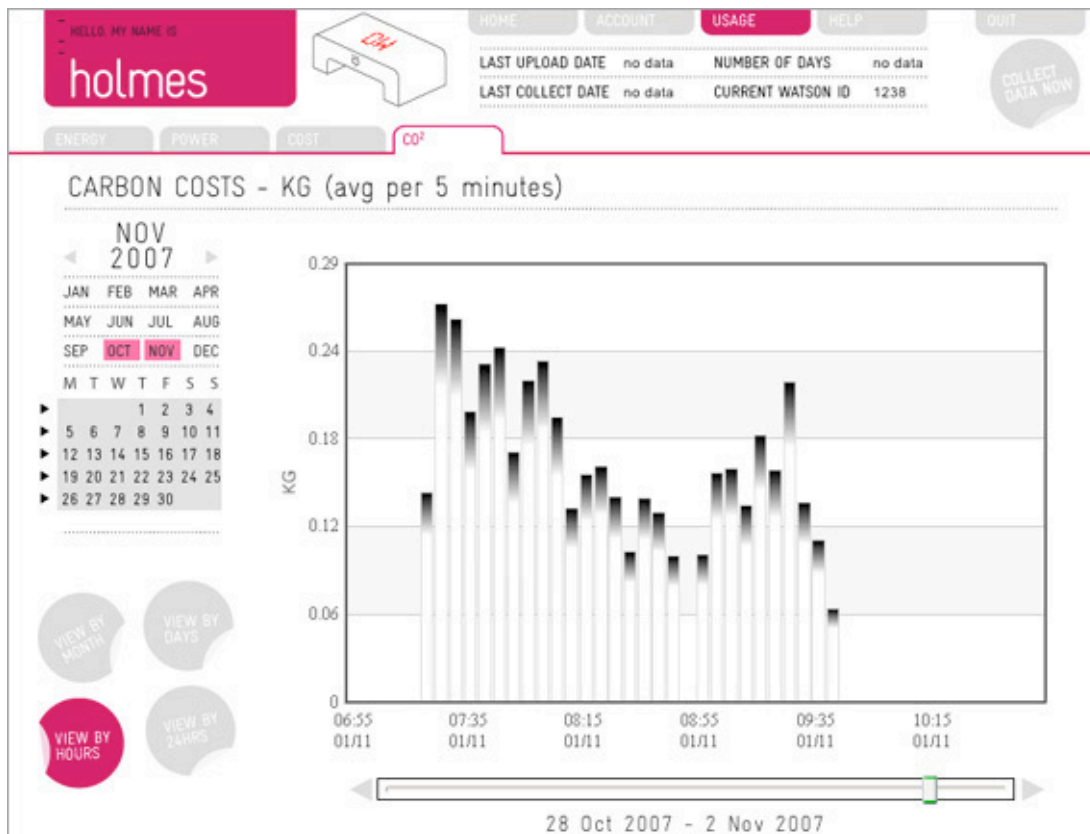 HELLO, MY NAME IS
holmes
HOME ACCOUNT USAGE HELP QUIT
LAST UPLOAD DATE no data NUMBER OF DAYS no data
LAST COLLECT DATE no data CURRENT WATSON ID 1238
COLLECT
DATA NOW
ENERGY POWER COST CO²
CARBON COSTS - KG (avg per 5 minutes)
NOV
2007
JAN FEB MAR APR
MAY JUN JUL AUG
SEP OCT NOV DEC
M T W T F S S
1 2 3 4
5 6 7 8 9 10 11
12 13 14 15 16 17 18
19 20 21 22 23 24 25
26 27 28 29 30
VIEW BY
MONTH
VIEW BY
DAYS
VIEW BY
HOURS
VIEW BY
24HRS
0.29
0.24
0.18
0.12
0.06
0
KG
06:55 07:35 08:15 08:55 09:35 10:15
01/11 01/11 01/11 01/11 01/11 01/11
28 Oct 2007 - 2 Nov 2007